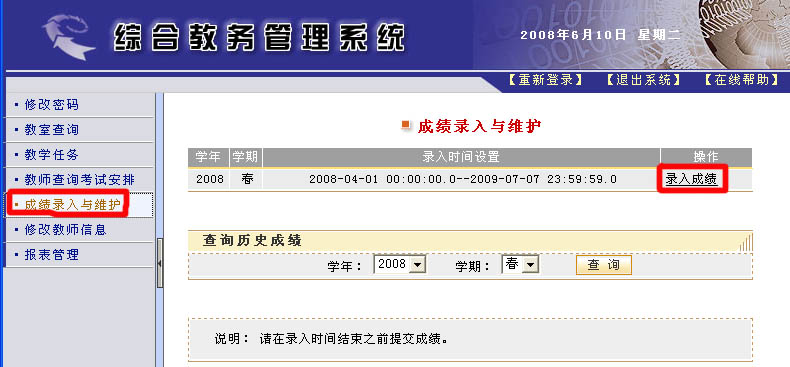 综合教务管理系统
2008年6月10日 星期二
【重新登录】 【退出系统】 【在线帮助】
· 修改密码
· 教室查询
· 教学任务
· 教师查询考试安排
· 成绩录入与维护
· 修改教师信息
· 报表管理
成绩录入与维护
学年 学期 录入时间设置 操作
2008 春 2008-04-01 00:00:00.0--2009-07-07 23:59:59.0 录入成绩
查询历史成绩
学年： 2008 学期： 春 查 询
说明： 请在录入时间结束之前提交成绩。